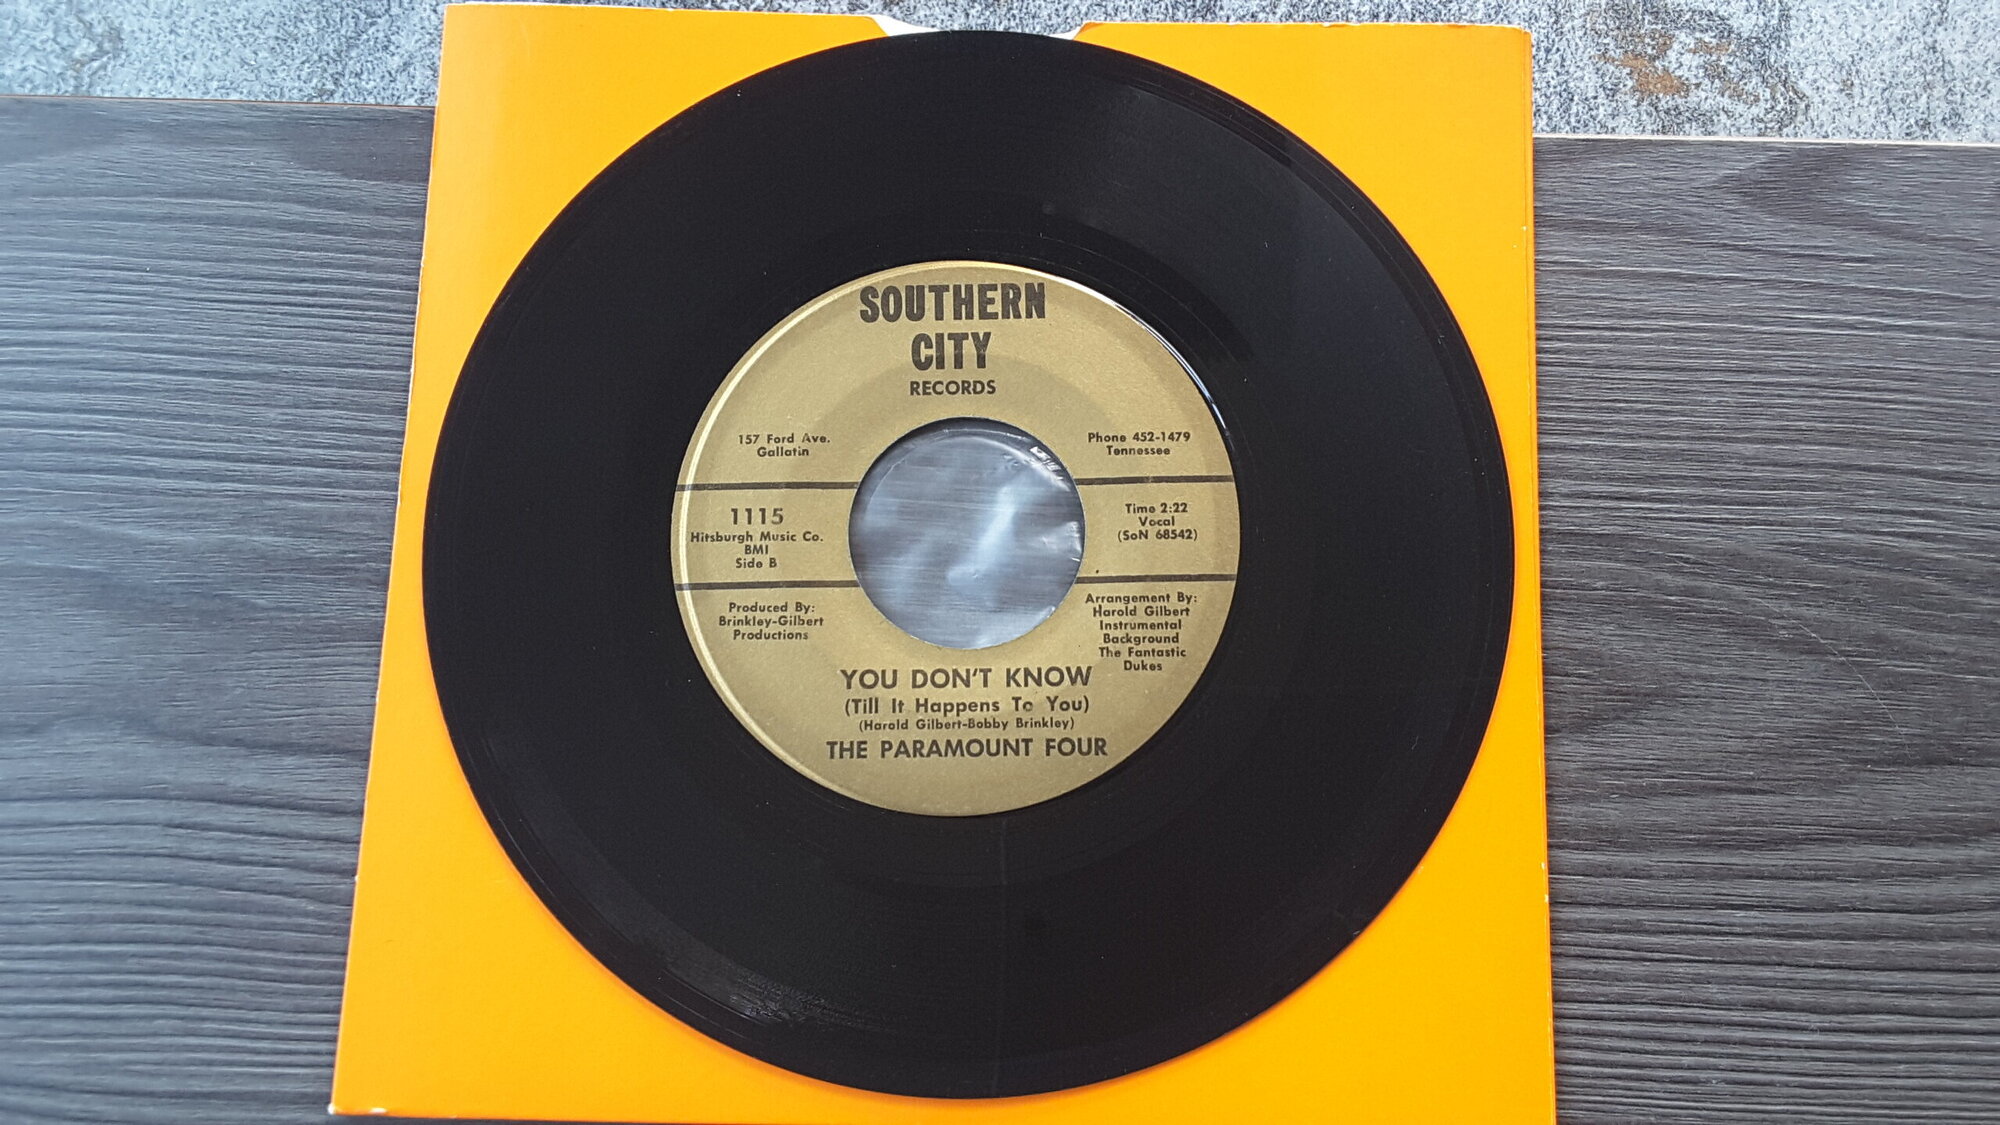 SOUTHERN
CITY
RECORDS
157 Ford Ave.
Gallatin
Phone 452-1479
Tennessee
1115
Hitsburgh Music Co.
BMI
Side B
Time 2:22
Vocal
(SoN 68542)
Produced By:
Brinkley-Gilbert
Productions
Arrangement By:
Harold Gilbert
Instrumental
Background
The Fantastic
Dukes
YOU DON'T KNOW
(Till It Happens To You)
(Harold Gilbert-Bobby Brinkley)
THE PARAMOUNT FOUR